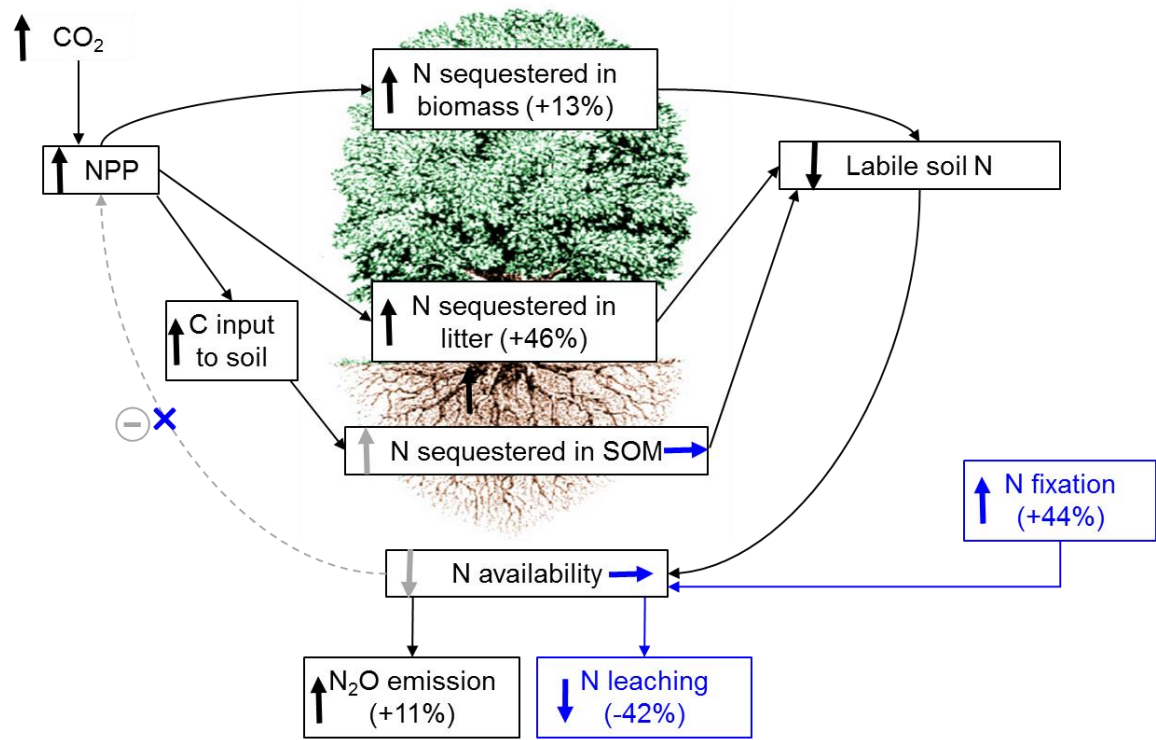 CO₂
N sequestered in
biomass (+13%)
NPP
Labile soil N
C input
to soil
N sequestered in
litter (+46%)
N sequestered in SOM
N fixation
(+44%)
N availability
N₂O emission
(+11%)
N leaching
(-42%)